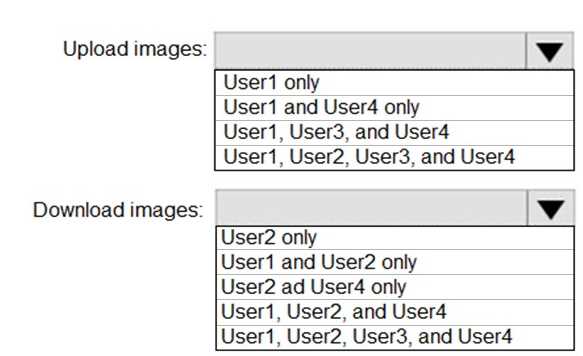 Upload images:
User1 only
User1 and User4 only
User1, User3, and User4
User1, User2, User3, and User4
Download images:
User2 only
User1 and User2 only
User2 ad User4 only
User1, User2, and User4
User1, User2, User3, and User4